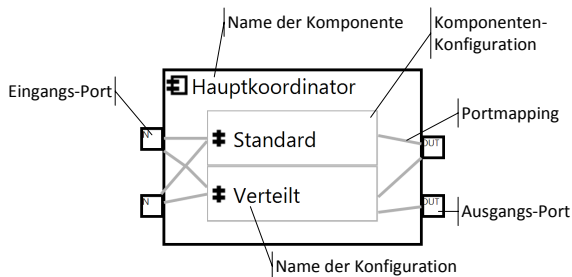 Name der Komponente
Komponenten-
Konfiguration
Eingangs-Port
Hauptkoordinator
Portmapping
IN
Standard
OUT
IN
Verteilt
OUT
Ausgangs-Port
Name der Konfiguration